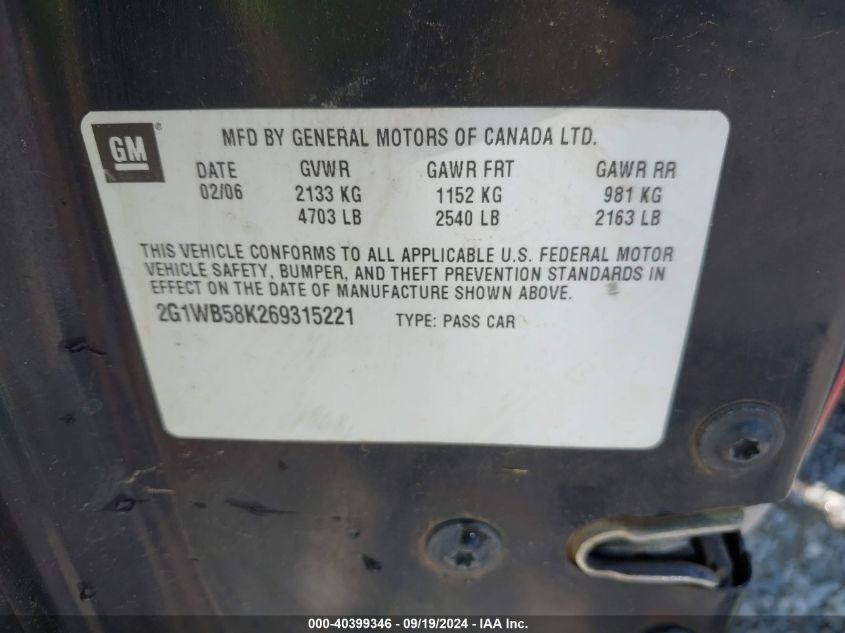 GM®
MFD BY GENERAL MOTORS OF CANADA LTD.
DATE GVWR GAWR FRT GAWR RR
02/06 2133 KG 1152 KG 981 KG
4703 LB 2540 LB 2163 LB
THIS VEHICLE CONFORMS TO ALL APPLICABLE U.S. FEDERAL MOTOR
VEHICLE SAFETY, BUMPER, AND THEFT PREVENTION STANDARDS IN
EFFECT ON THE DATE OF MANUFACTURE SHOWN ABOVE.
2G1WB58K269315221 TYPE: PASS CAR
000-40399346 - 09/19/2024 - IAA Inc.